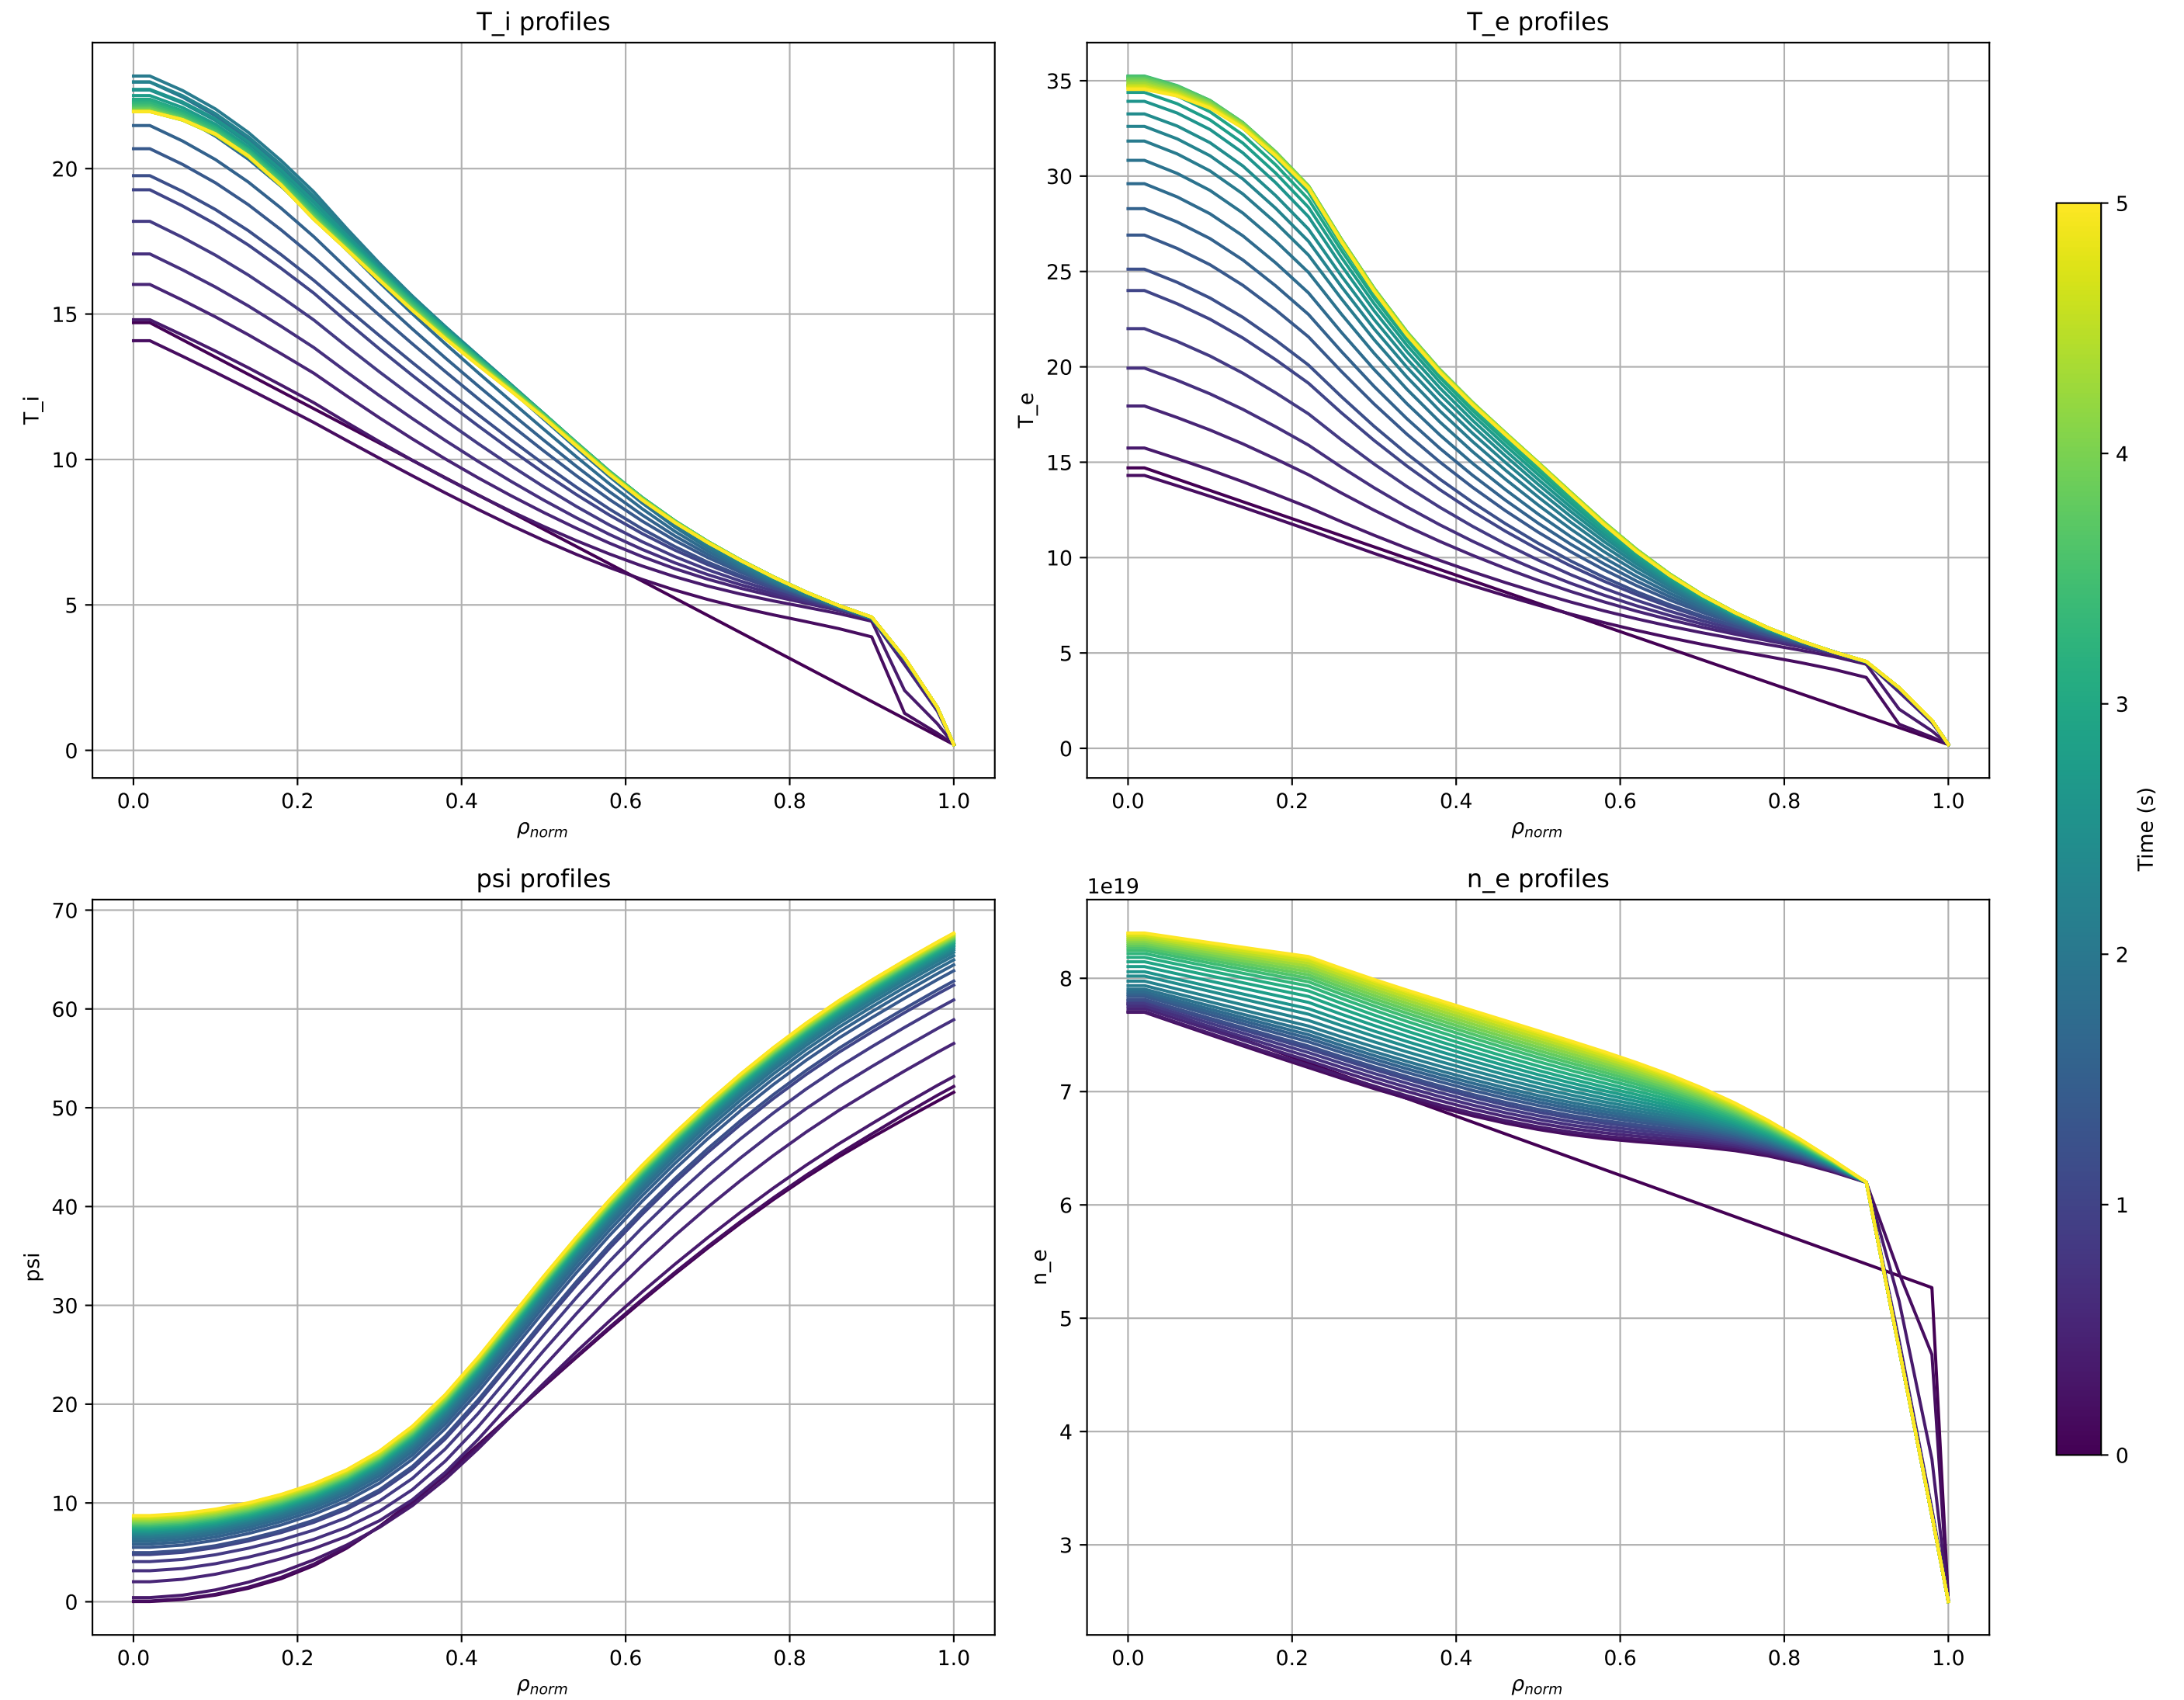 T_i profiles
T_i
20
15
10
5
0
0.0 0.2 0.4 0.6 0.8 1.0
ρnorm
T_e profiles
T_e
35
30
25
20
15
10
5
0
0.0 0.2 0.4 0.6 0.8 1.0
ρnorm
psi profiles
psi
70
60
50
40
30
20
10
0
0.0 0.2 0.4 0.6 0.8 1.0
ρnorm
n_e profiles
1e19
n_e
8
7
6
5
4
3
0.0 0.2 0.4 0.6 0.8 1.0
ρnorm
5
4
3
2
1
0
Time (s)